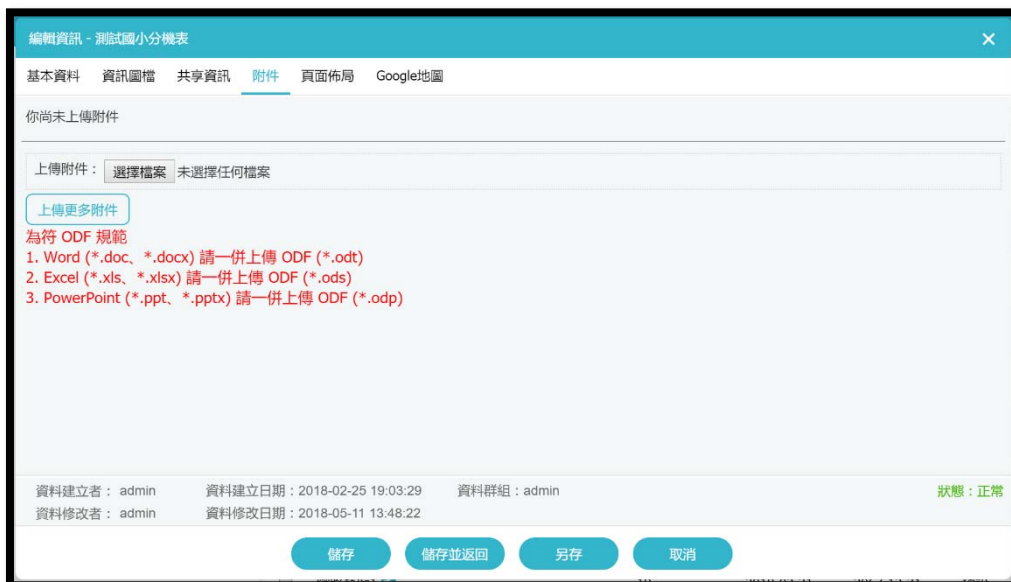 編輯資訊 - 測試國小分機表 ×
基本資料 資訊圖檔 共享資訊 附件 頁面佈局 Google地圖
你尚未上傳附件
上傳附件： 選擇檔案 未選擇任何檔案
上傳更多附件
為符 ODF 規範
1. Word (*.doc、*.docx) 請一併上傳 ODF (*.odt)
2. Excel (*.xls、*.xlsx) 請一併上傳 ODF (*.ods)
3. PowerPoint (*.ppt、*.pptx) 請一併上傳 ODF (*.odp)
資料建立者： admin 資料建立日期：2018-02-25 19:03:29 資料群組：admin 狀態：正常
資料修改者： admin 資料修改日期：2018-05-11 13:48:22
儲存 儲存並返回 另存 取消